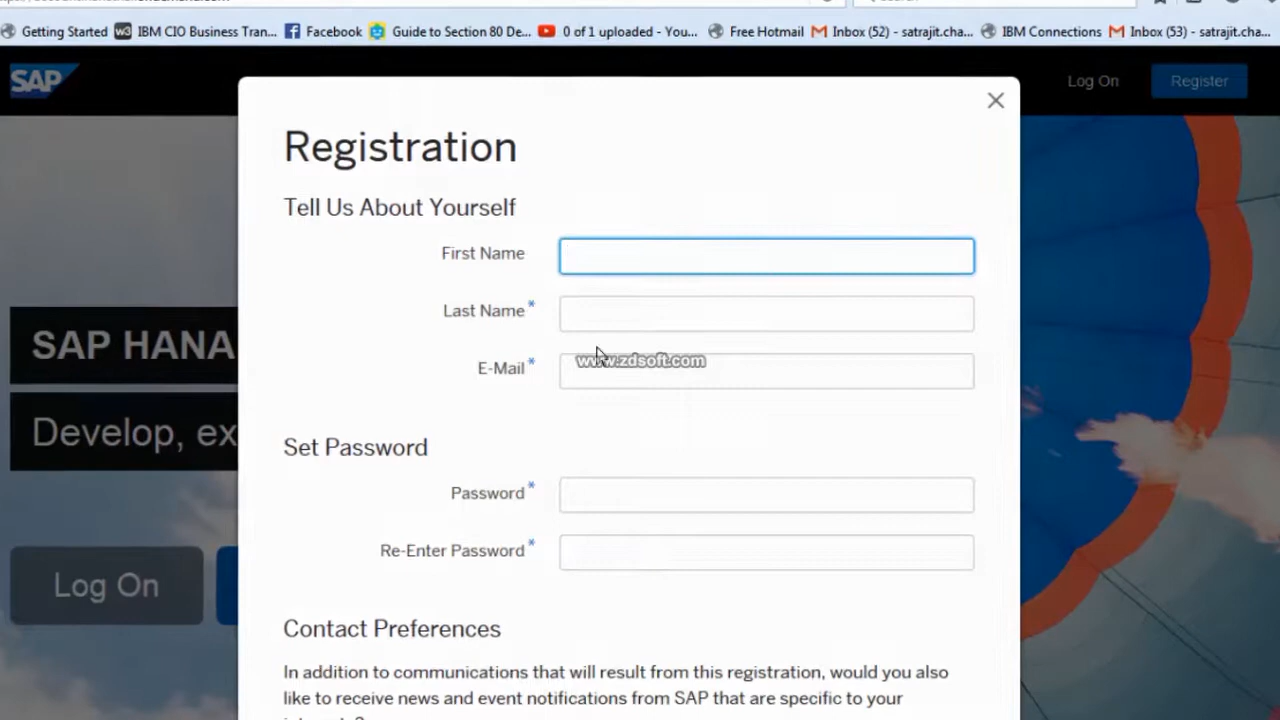 Getting Started IBM CIO Business Tran... Facebook Guide to Section 80 De... 0 of 1 uploaded - You... Free Hotmail Inbox (52) - satrajit.cha... IBM Connections Inbox (53) - satrajit.cha...
SAP
Log On
Register
Registration
Tell Us About Yourself
First Name
Last Name *
www.zdsoft.com
E-Mail *
SAP HANA
Develop, ex
Set Password
Password *
Re-Enter Password *
Log On
Contact Preferences
In addition to communications that will result from this registration, would you also
like to receive news and event notifications from SAP that are specific to your